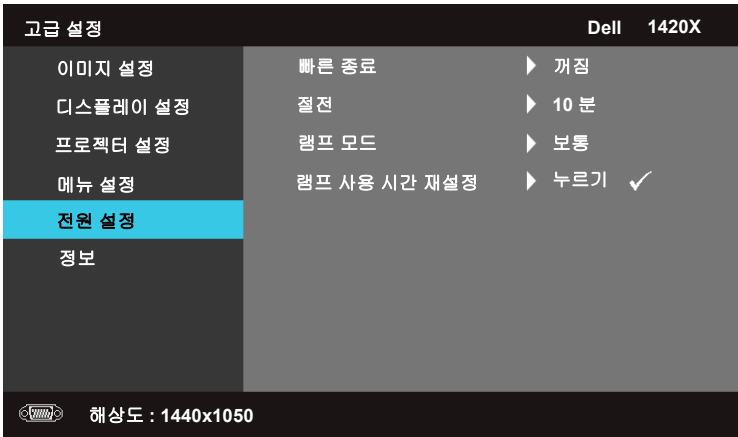 고급 설정 Dell 1420X
이미지 설정 빠른 종료 꺼짐
디스플레이 설정 절전 10 분
프로젝터 설정 램프 모드 보통
메뉴 설정 램프 사용 시간 재설정 누르기
전원 설정
정보
해상도 : 1440x1050